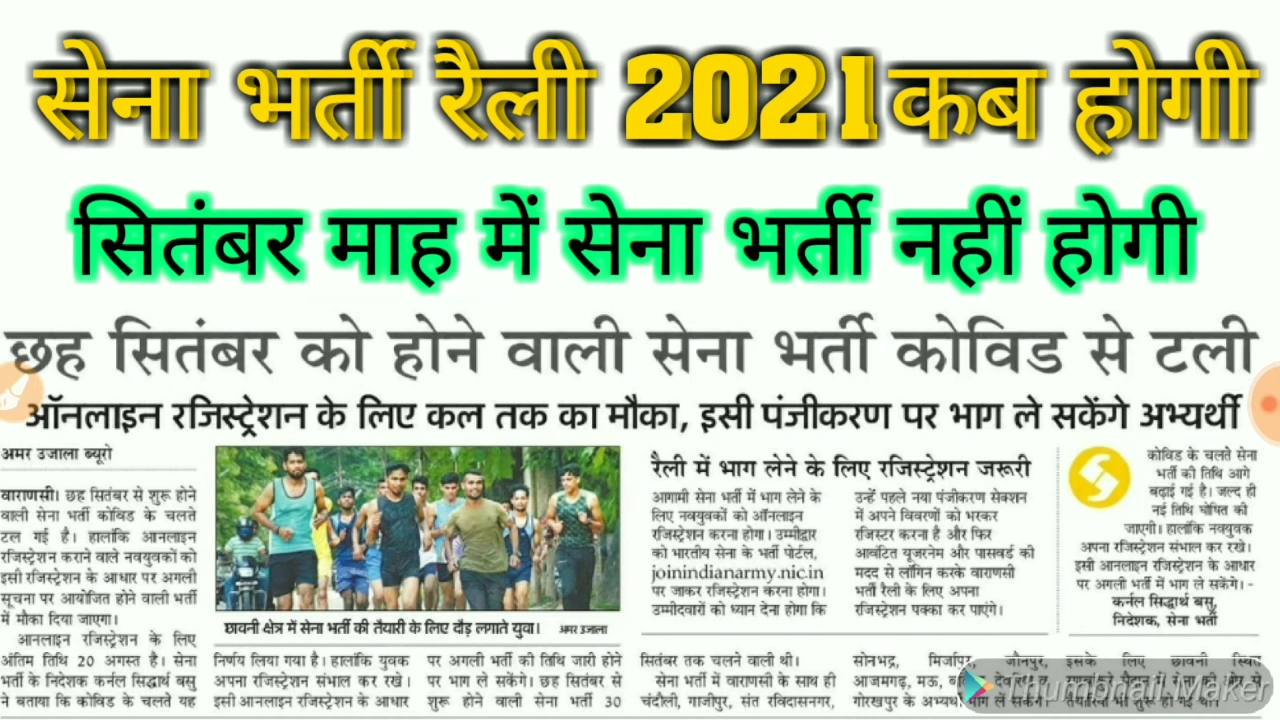 सेना भर्ती रैली 2021 कब होगी
सितंबर माह में सेना भर्ती नहीं होगी
छह सितंबर को होने वाली सेना भर्ती कोविड से टली
ऑनलाइन रजिस्ट्रेशन के लिए कल तक का मौका, इसी पंजीकरण पर भाग ले सकेंगे अभ्यर्थी
अमर उजाला ब्यूरो
वाराणसी। छह सितंबर से शुरू होने
वाली सेना भर्ती कोविड के चलते
टल गई है। हालांकि आनलाइन
रजिस्ट्रेशन कराने वाले नवयुवकों को
इसी रजिस्ट्रेशन के आधार पर अगली
सूचना पर आयोजित होने वाली भर्ती
में मौका दिया जाएगा।
आनलाइन रजिस्ट्रेशन के लिए
अंतिम तिथि 20 अगस्त है। सेना
भर्ती के निदेशक कर्नल सिद्धार्थ बसु
ने बताया कि कोविड के चलते यह
छावनी क्षेत्र में सेना भर्ती की तैयारी के लिए दौड़ लगाते युवा। अमर उजाला
निर्णय लिया गया है। हालांकि युवक
अपना रजिस्ट्रेशन संभाल कर रखे।
इसी आनलाइन रजिस्ट्रेशन के आधार
पर अगली भर्ती की तिथि जारी होने
पर भाग ले सकेंगे। छह सितंबर से
शुरू होने वाली सेना भर्ती 30
रैली में भाग लेने के लिए रजिस्ट्रेशन जरूरी
आगामी सेना भर्ती में भाग लेने के
लिए नवयुवकों को ऑनलाइन
रजिस्ट्रेशन करना होगा। उम्मीद्वार
को भारतीय सेना के भर्ती पोर्टल,
joinindianarmy.nic.in
पर जाकर रजिस्ट्रेशन करना होगा।
उम्मीदवारों को ध्यान देना होगा कि
उन्हें पहले नया पंजीकरण सेक्शन
में अपने विवरणों को भरकर
रजिस्टर करना है और फिर
आवंटित यूजरनेम और पासवर्ड की
मदद से लॉगिन करके वाराणसी
भर्ती रैली के लिए अपना
रजिस्ट्रेशन पक्का कर पाएंगे।
सितंबर तक चलने वाली थी।
सेना भर्ती में वाराणसी के साथ ही
चंदौली, गाजीपुर, संत रविदासनगर,
सोनभद्र, मिर्जापुर, जौनपुर,
आजमगढ़, मऊ,
गोरखपुर के अभ्यर्थी भाग ले सकेंगे।
कोविड के चलते सेना
भर्ती की तिथि आगे
बढ़ाई गई है। जल्द ही
नई तिथि घोषित की
जाएगी। हालांकि नवयुवक
अपना रजिस्ट्रेशन संभाल कर रखे।
इसी आनलाइन रजिस्ट्रेशन के आधार
पर अगली भर्ती में भाग ले सकेंगे। -
कर्नल सिद्धार्थ बसु,
निदेशक, सेना भर्ती
इसके लिए छावनी स्थित
Thumbnail Maker